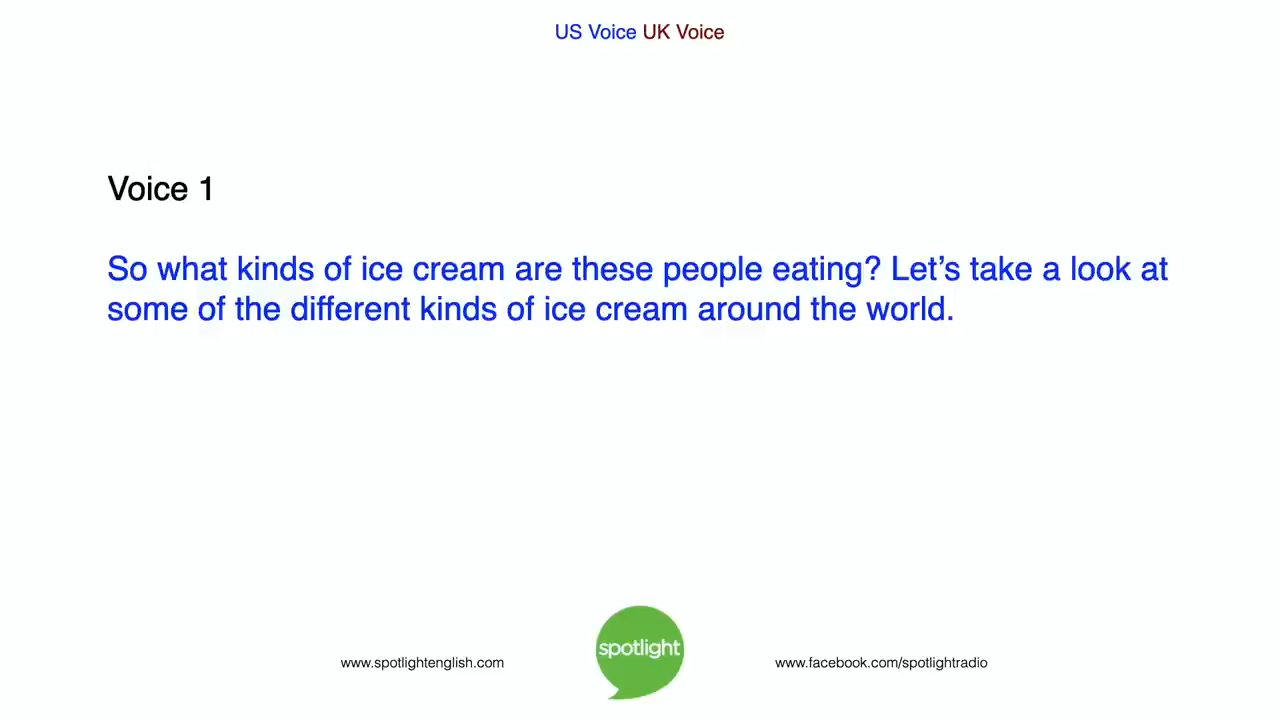 US Voice UK Voice
Voice 1
So what kinds of ice cream are these people eating? Let’s take a look at
some of the different kinds of ice cream around the world.
spotlight
www.spotlightenglish.com
www.facebook.com/spotlightradio